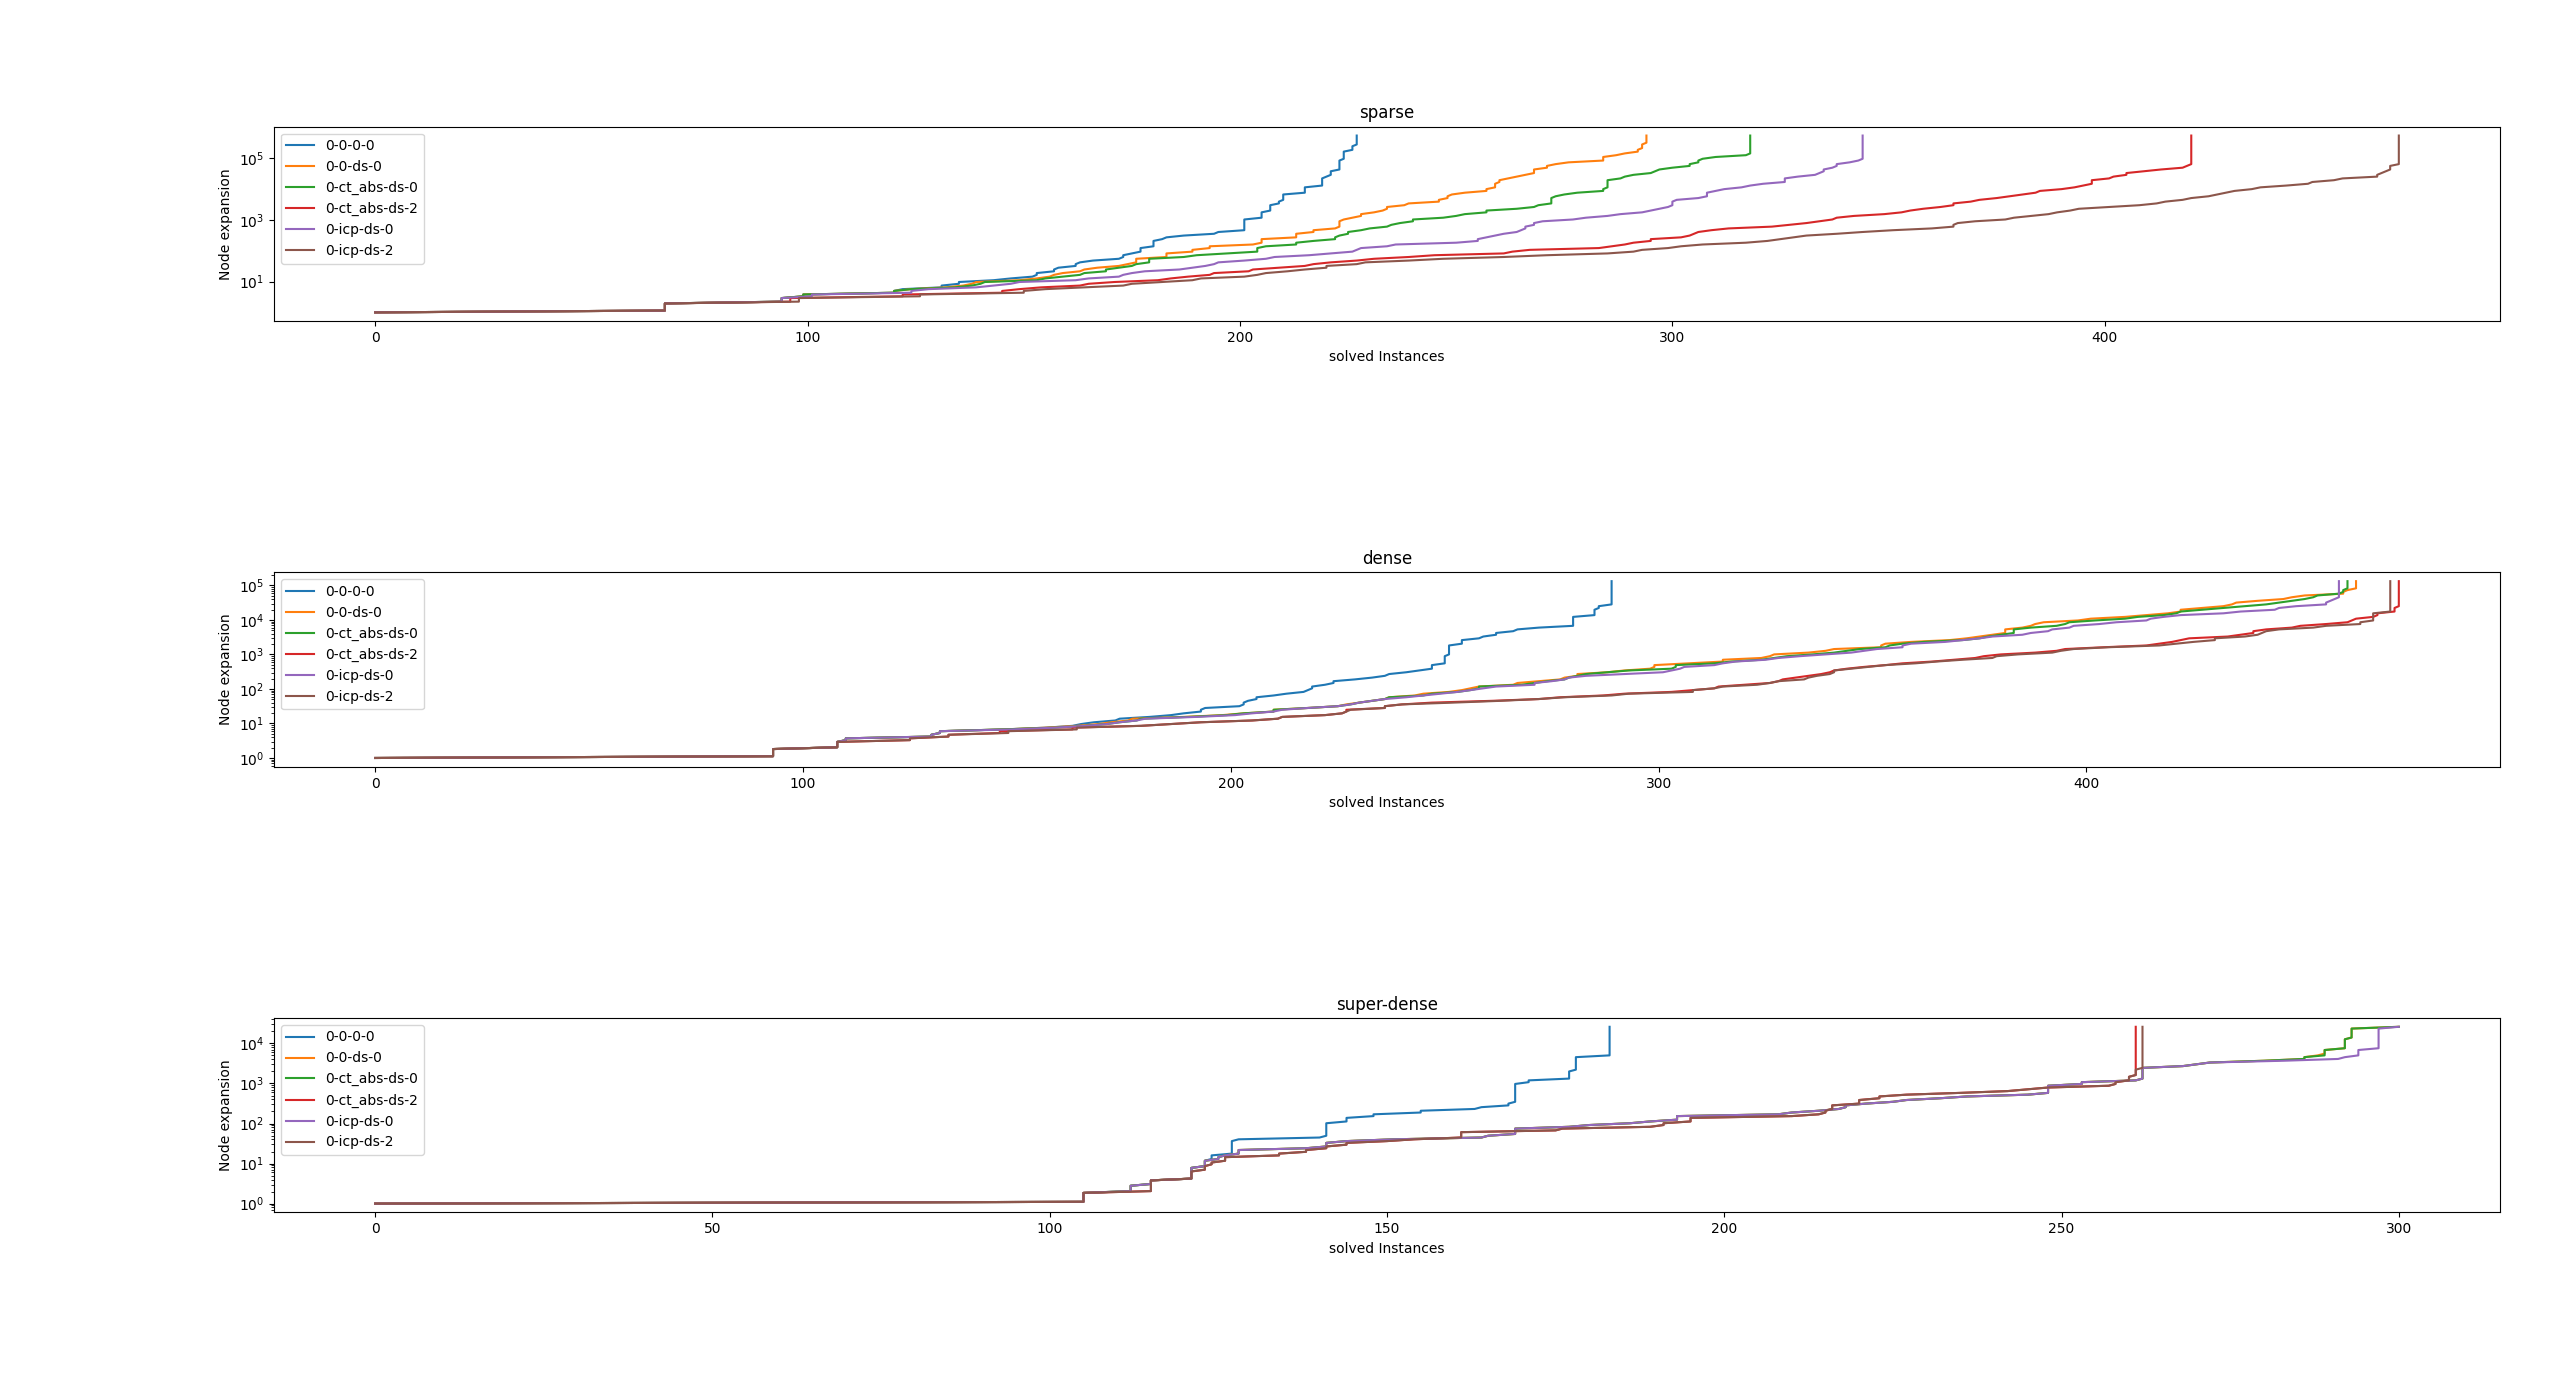 sparse
Node expansion
10^5
10^3
10^1
0-0-0-0
0-0-ds-0
0-ct_abs-ds-0
0-ct_abs-ds-2
0-icp-ds-0
0-icp-ds-2
0 100 200 300 400
solved Instances
dense
Node expansion
10^5
10^4
10^3
10^2
10^1
10^0
0-0-0-0
0-0-ds-0
0-ct_abs-ds-0
0-ct_abs-ds-2
0-icp-ds-0
0-icp-ds-2
0 100 200 300 400
solved Instances
super-dense
Node expansion
10^4
10^3
10^2
10^1
10^0
0-0-0-0
0-0-ds-0
0-ct_abs-ds-0
0-ct_abs-ds-2
0-icp-ds-0
0-icp-ds-2
0 50 100 150 200 250 300
solved Instances